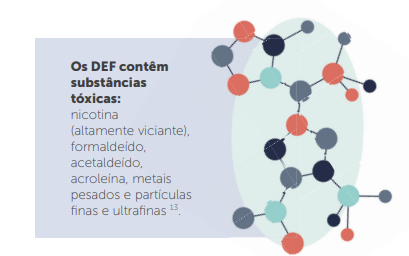 Os DEF contêm
substâncias
tóxicas:
nicotina
(altamente viciante),
formaldeído,
acetaldeído,
acroleína, metais
pesados e partículas
finas e ultrafinas ¹³.